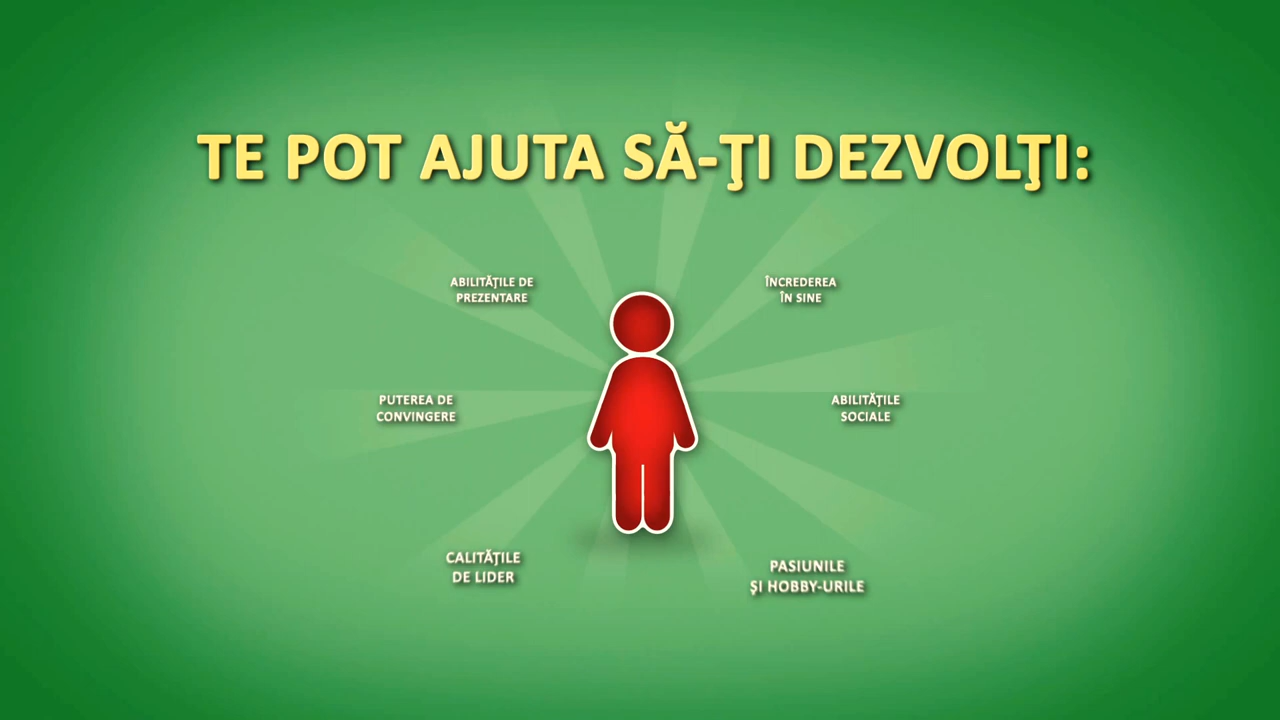 TE POT AJUTA SĂ-ŢI DEZVOLŢI:
ABILITĂŢILE DE
PREZENTARE
ÎNCREDEREA
ÎN SINE
PUTEREA DE
CONVINGERE
ABILITĂŢILE
SOCIALE
CALITĂŢILE
DE LIDER
PASIUNILE
ŞI HOBBY-URILE